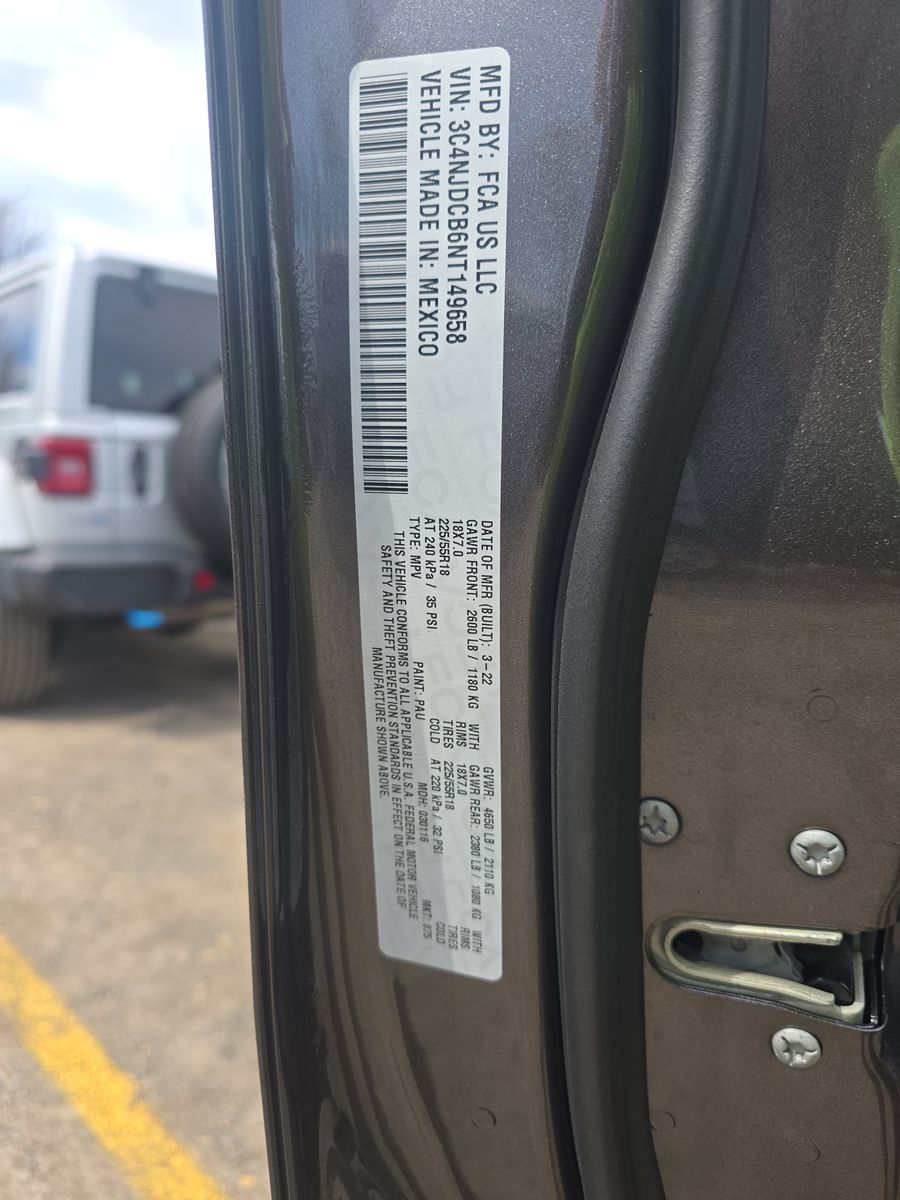 MFD BY: FCA US LLC
VIN: 3C4NJDCB6NT149658
VEHICLE MADE IN: MEXICO
DATE OF MFR (BUILT): 3-22 GVWR: 4650 LB / 2110 KG
GAWR FRONT: 2600 LB / 1180 KG WITH GAWR REAR: 2380 LB / 1080 KG WITH
18X7.0 RIMS 18X7.0 RIMS
225/55R18 TIRES 225/55R18 TIRES
AT 240 kPa / 35 PSI COLD AT 220 kPa / 32 PSI COLD
TYPE: MPV PAINT: PAU MDH: 030116 MKT: 975
THIS VEHICLE CONFORMS TO ALL APPLICABLE U.S.A. FEDERAL MOTOR VEHICLE
SAFETY AND THEFT PREVENTION STANDARDS IN EFFECT ON THE DATE OF
MANUFACTURE SHOWN ABOVE.